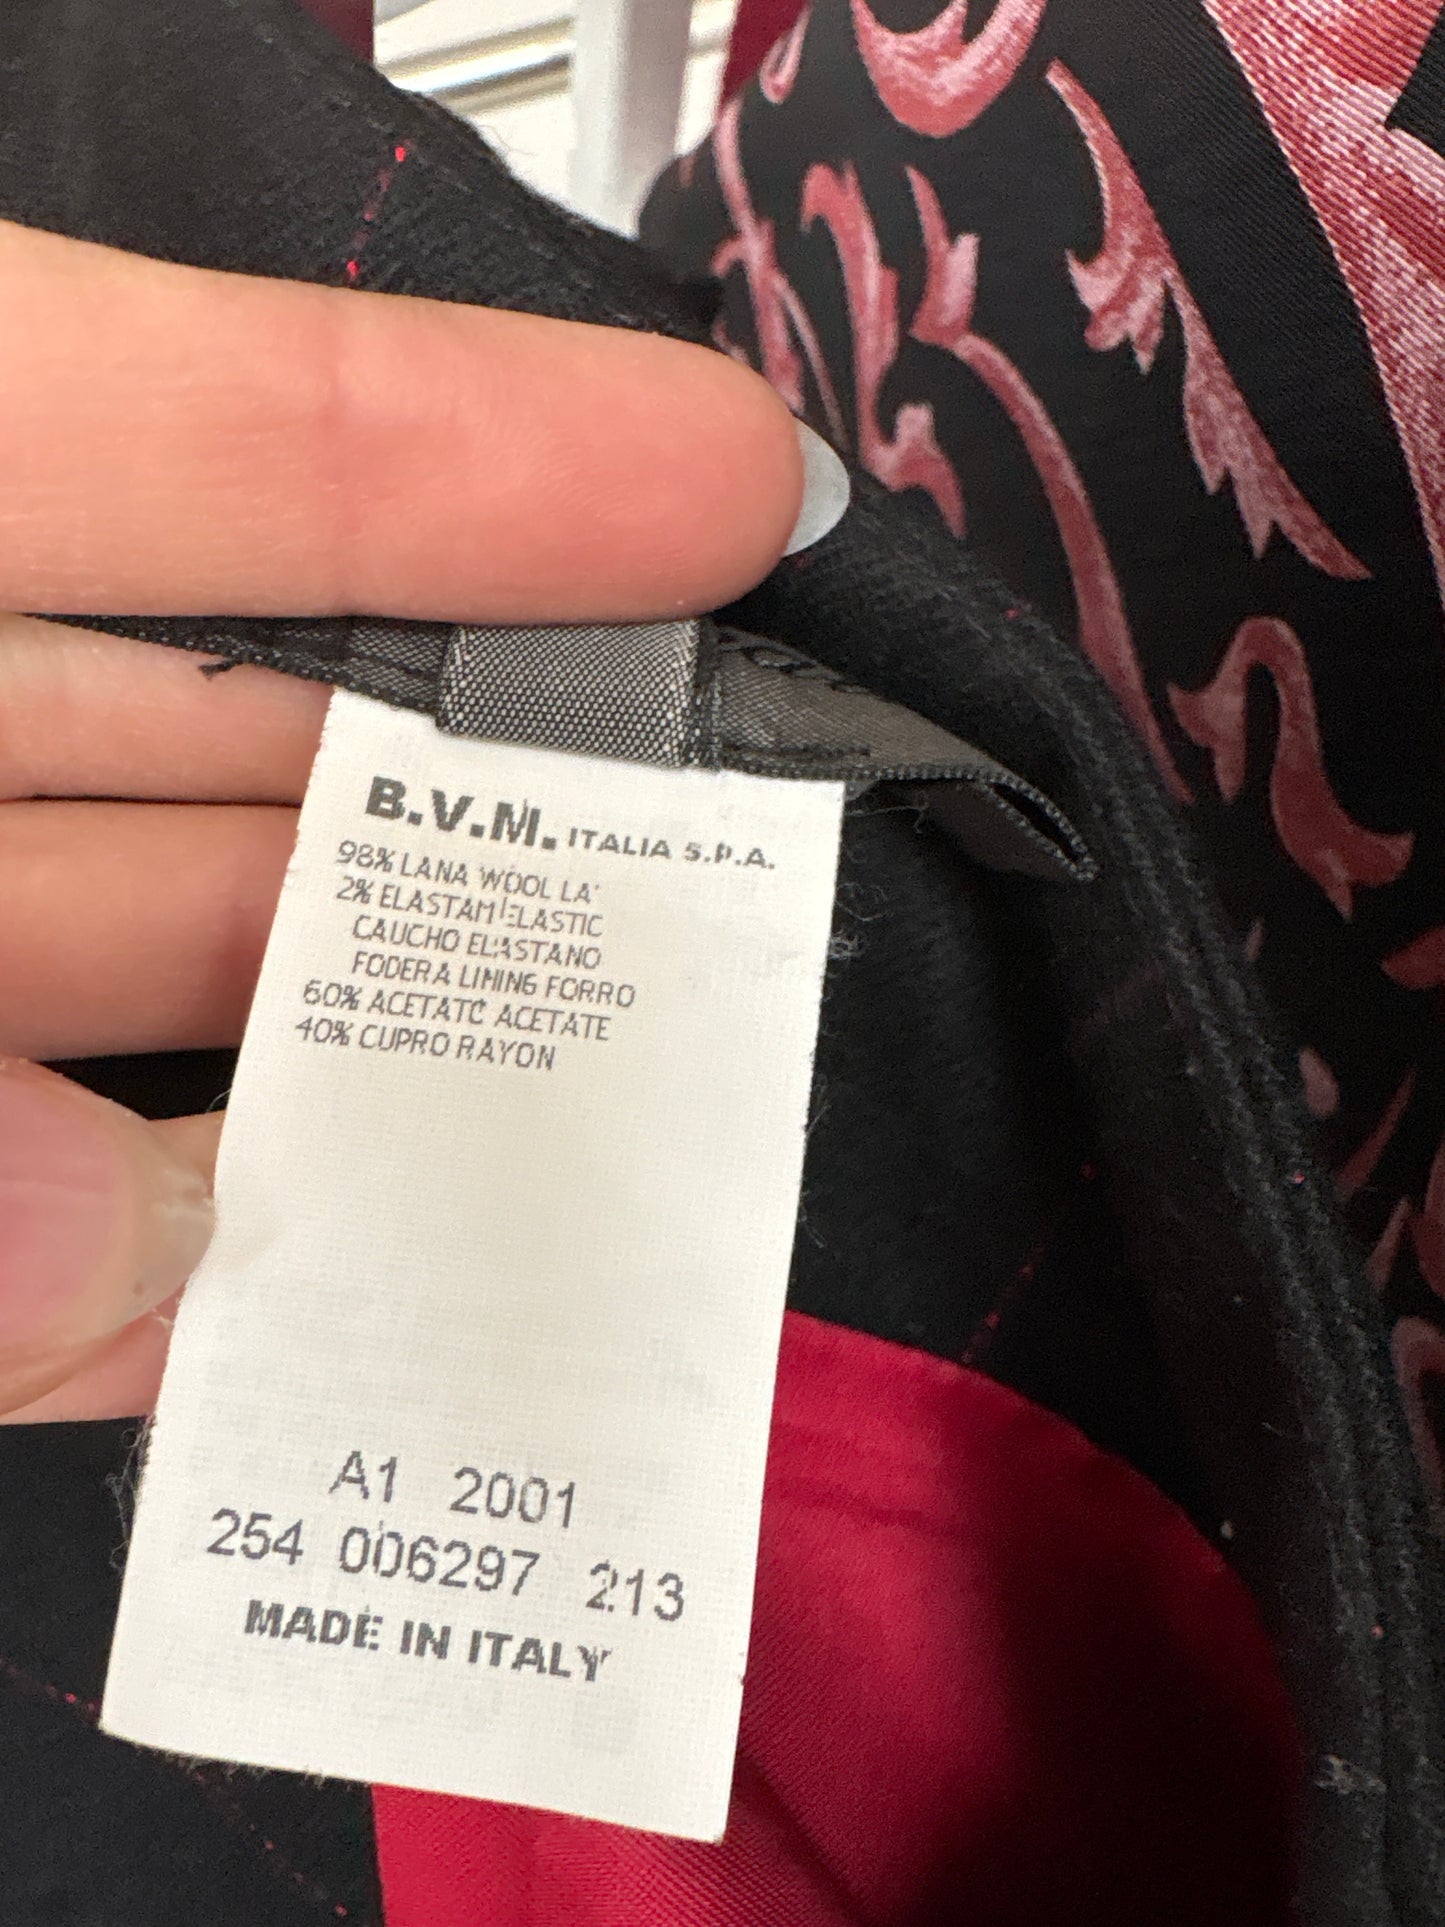 B.V.M. ITALIA S.P.A.
98% LANA WOOL LA'
2% ELASTAM ELASTIC
CAUCHO ELASTANO
FODERA LINING FORRO
60% ACETATO ACETATE
40% CUPRO RAYON
A1 2001
254 006297 213
MADE IN ITALY